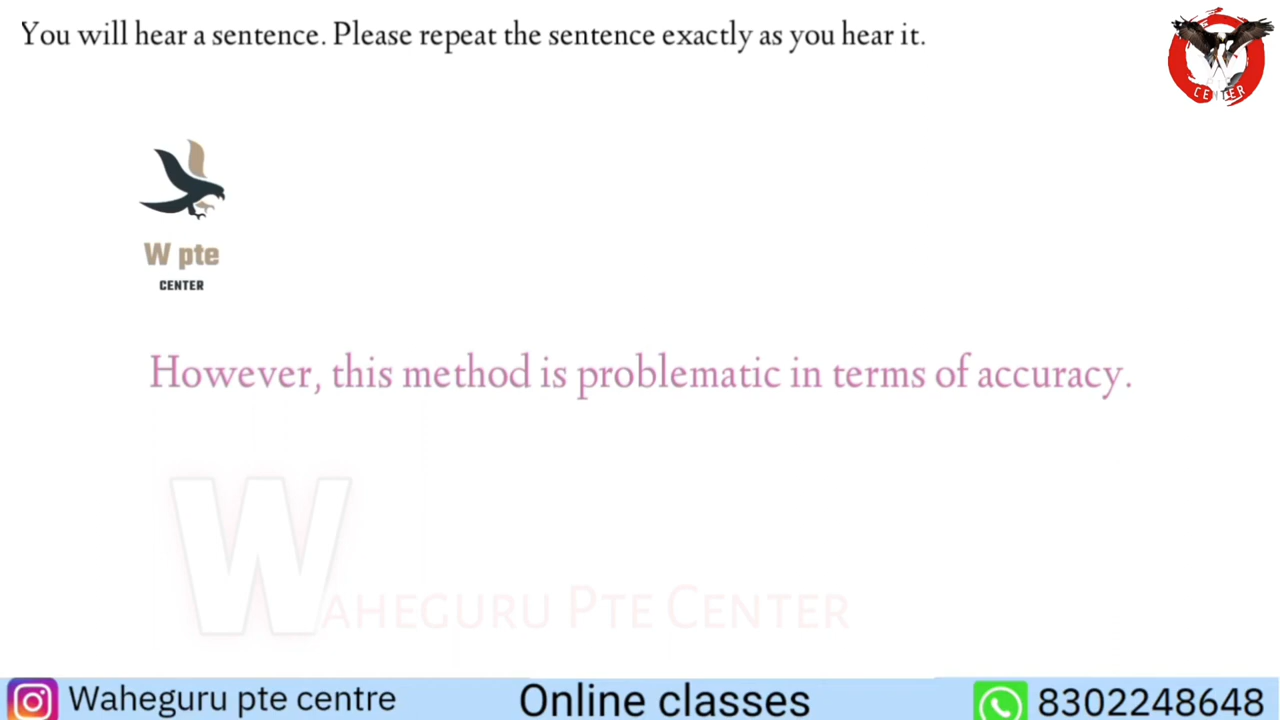 You will hear a sentence. Please repeat the sentence exactly as you hear it.
CENTER
W pte
CENTER
However, this method is problematic in terms of accuracy.
WAHEGURU PTE CENTER
Waheguru pte centre
Online classes
8302248648